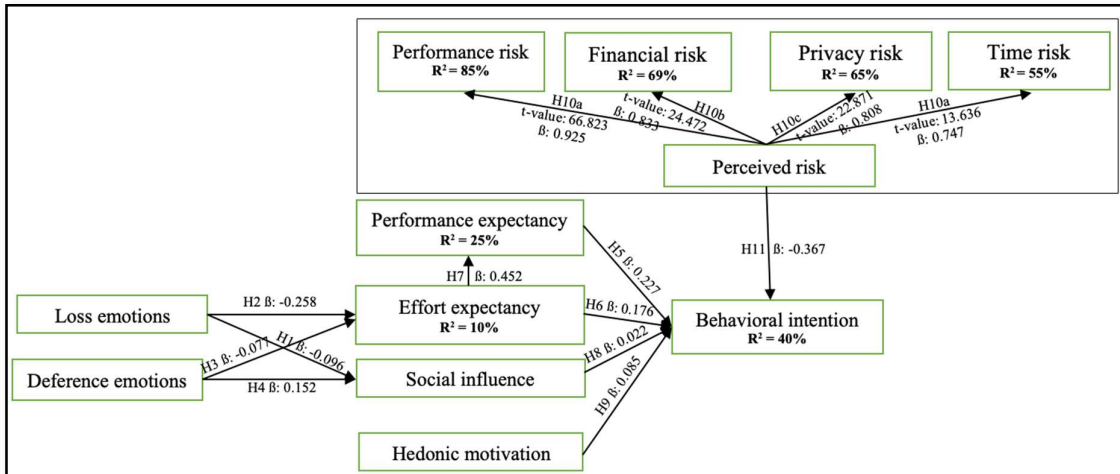 Performance risk
R² = 85%
Financial risk
R² = 69%
Privacy risk
R² = 65%
Time risk
R² = 55%
H10a
t-value: 66.823
ß: 0.925
H10b
t-value: 24.472
ß: 0.833
H10c
t-value: 22.871
ß: 0.808
H10a
t-value: 13.636
ß: 0.747
Perceived risk
Performance expectancy
R² = 25%
H11 ß: -0.367
H5 ß: 0.227
H7 ß: 0.452
Loss emotions
H2 ß: -0.258
Effort expectancy
R² = 10%
H6 ß: 0.176
Behavioral intention
R² = 40%
H1 ß: -0.096
H3 ß: -0.077
H8 ß: 0.022
Deference emotions
H4 ß: 0.152
Social influence
H9 ß: 0.085
Hedonic motivation